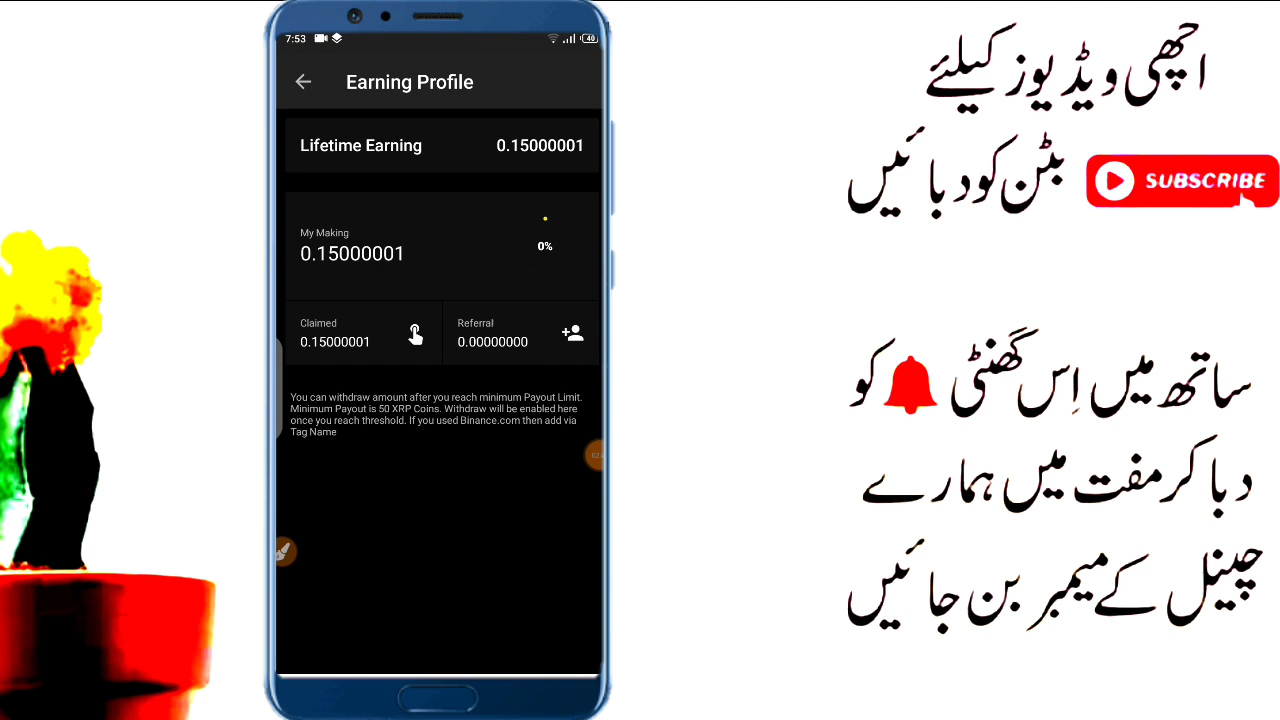 7:53
40
Earning Profile
Lifetime Earning 0.15000001
My Making
0.15000001
0%
Claimed
0.15000001
Referral
0.00000000
You can withdraw amount after you reach minimum Payout Limit.
Minimum Payout is 50 XRP Coins. Withdraw will be enabled here
once you reach threshold. If you used Binance.com then add via
Tag Name
اچھی ویڈیوز کیلئے
SUBSCRIBE بٹن کو دبائیں
ساتھ میں اِس گھنٹی کو
دبا کر مفت میں ہمارے
چینل کے میمبر بن جائیں